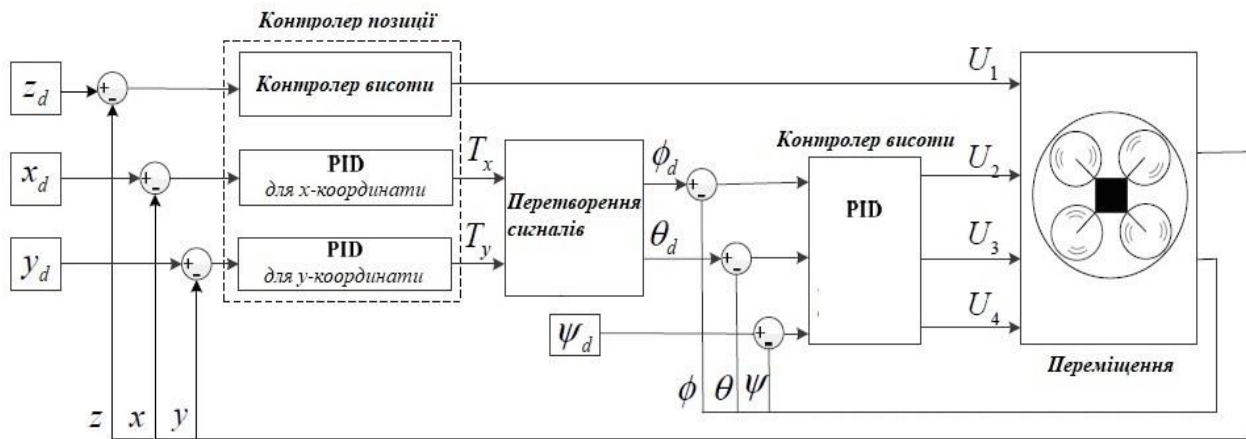 Контролер позиції
z_d
Контролер висоти
U_1
x_d
PID
для x-координати
T_x
y_d
PID
для y-координати
T_y
Перетворення
сигналів
ϕ_d
θ_d
ψ_d
Контролер висоти
PID
U_2
U_3
U_4
Переміщення
z x y
ϕ θ ψ